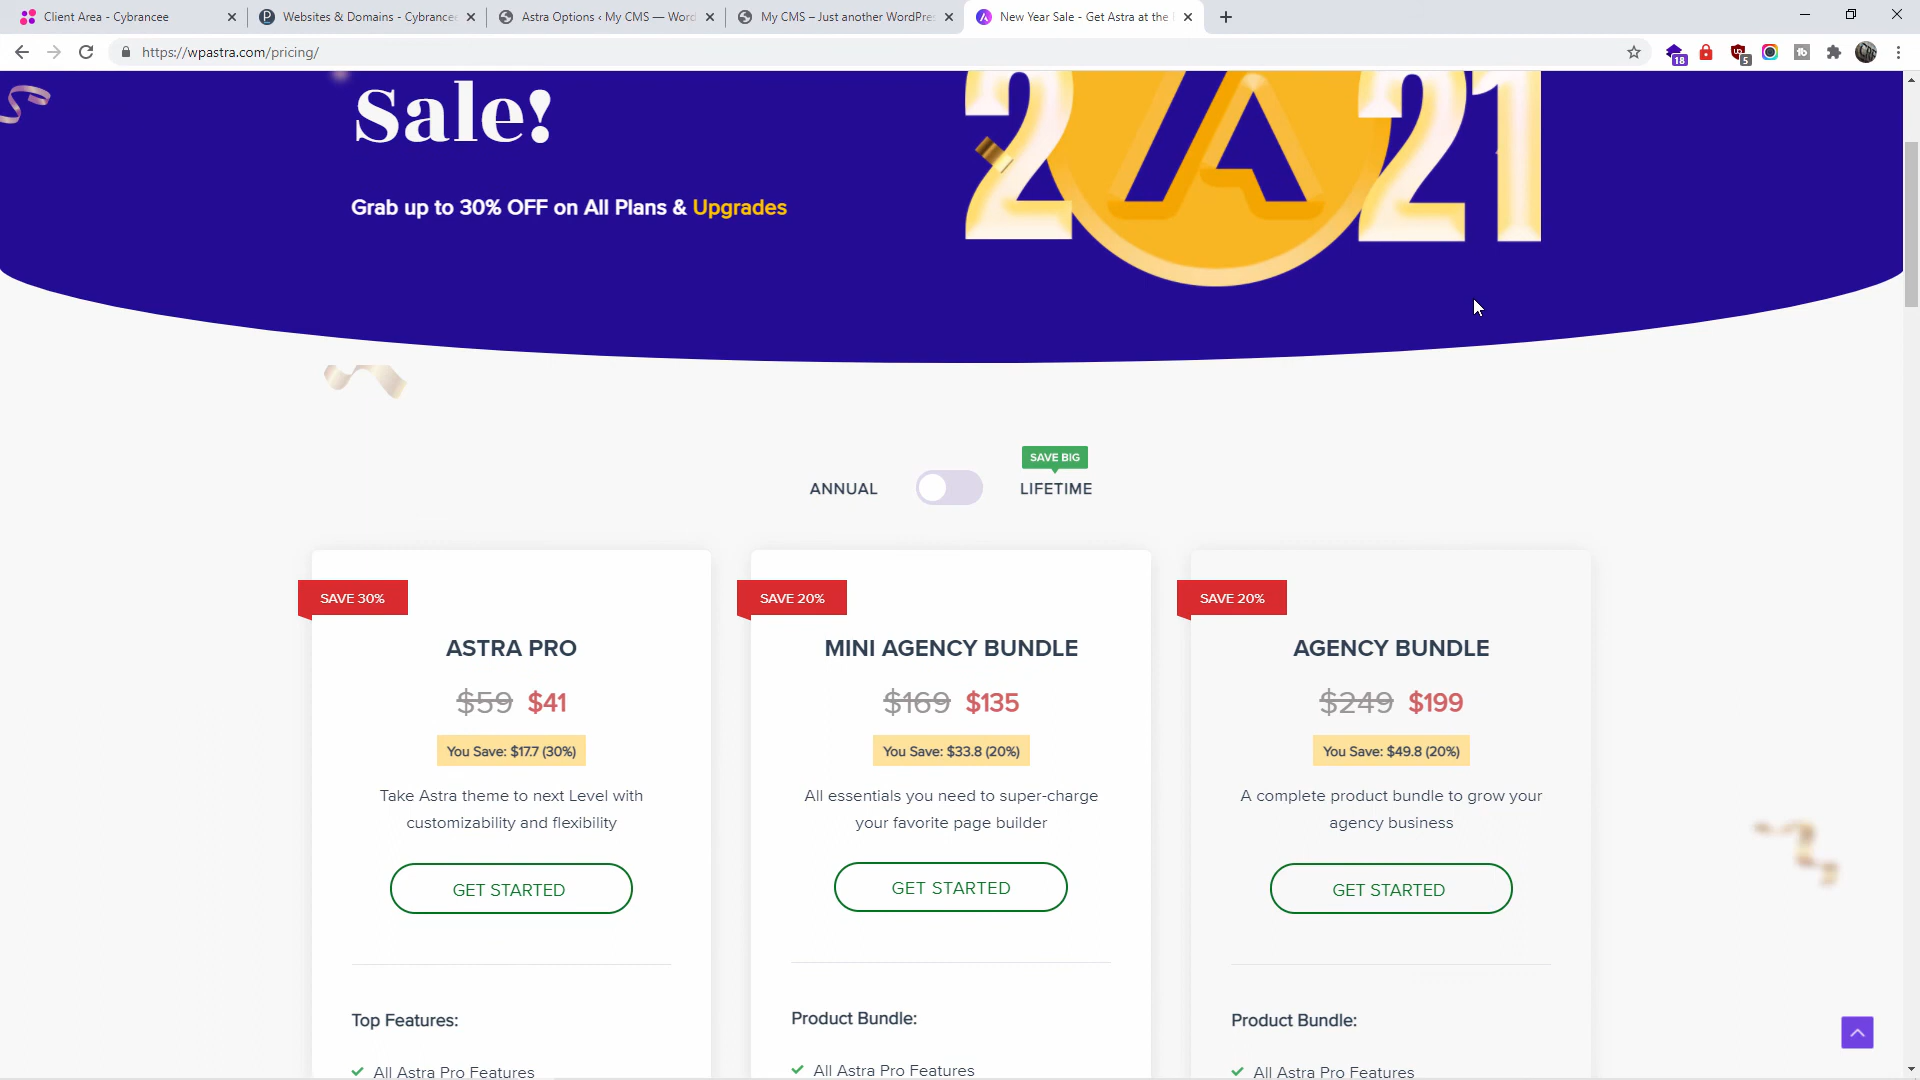 Client Area - Cybrancee
Websites & Domains - Cybrancee
Astra Options ‹ My CMS — Word
My CMS – Just another WordPres
New Year Sale - Get Astra at the
https://wpastra.com/pricing/
18
5
Sale!
2 21
Grab up to 30% OFF on All Plans & Upgrades
SAVE BIG
ANNUAL
LIFETIME
SAVE 30%
SAVE 20%
SAVE 20%
ASTRA PRO
MINI AGENCY BUNDLE
AGENCY BUNDLE
$59 $41
$169 $135
$249 $199
You Save: $17.7 (30%)
You Save: $33.8 (20%)
You Save: $49.8 (20%)
Take Astra theme to next Level with
customizability and flexibility
All essentials you need to super-charge
your favorite page builder
A complete product bundle to grow your
agency business
GET STARTED
GET STARTED
GET STARTED
Top Features:
Product Bundle:
Product Bundle:
All Astra Pro Features
All Astra Pro Features
All Astra Pro Features